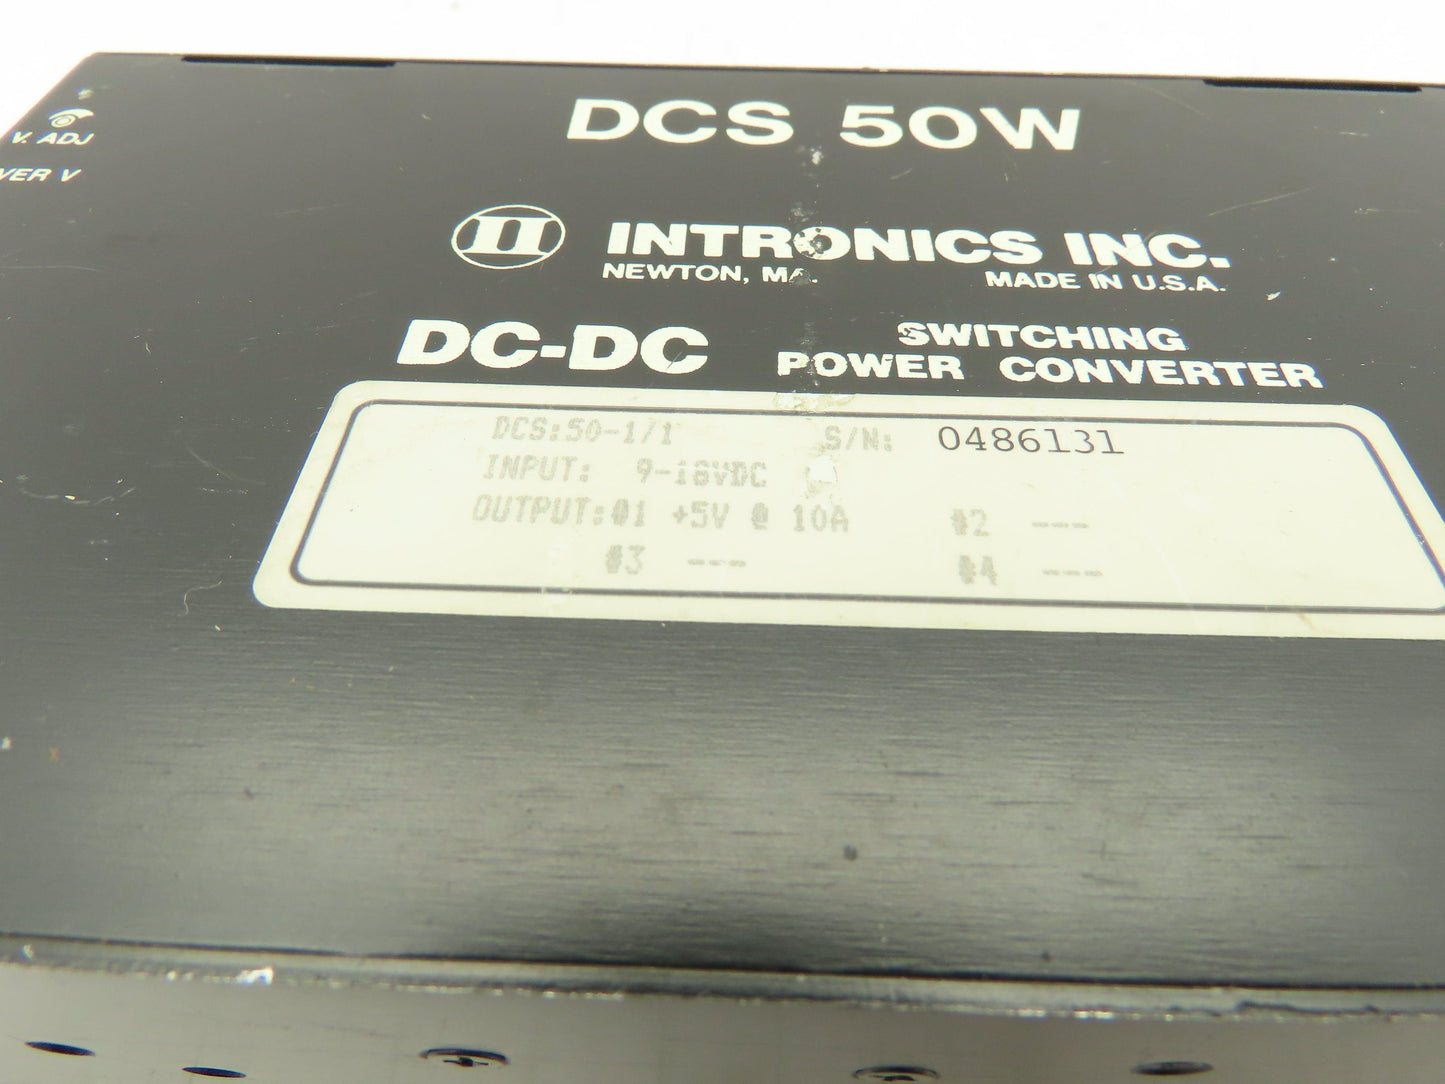 DCS 50W
V. ADJ
VER V
II INTRONICS INC.
NEWTON, MA. MADE IN U.S.A.
DC-DC SWITCHING
POWER CONVERTER
DCS:50-1/1 S/N: 0486131
INPUT: 9-18VDC
OUTPUT:#1 +5V @ 10A #2 ---
#3 --- #4 ---